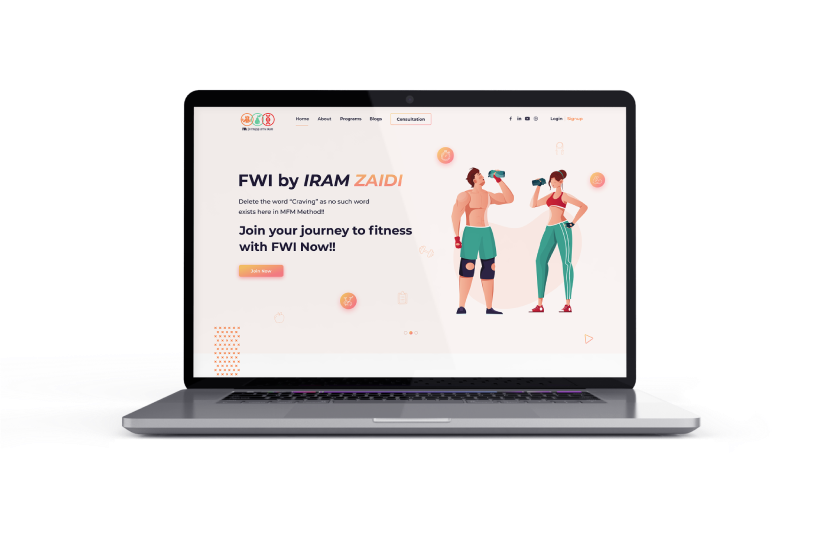 Home About Programs Blogs Consultation Login Signup
FWI by IRAM ZAIDI
Delete the word “Craving” as no such word
exists here in MFM Method!!
Join your journey to fitness
with FWI Now!!
Join Now